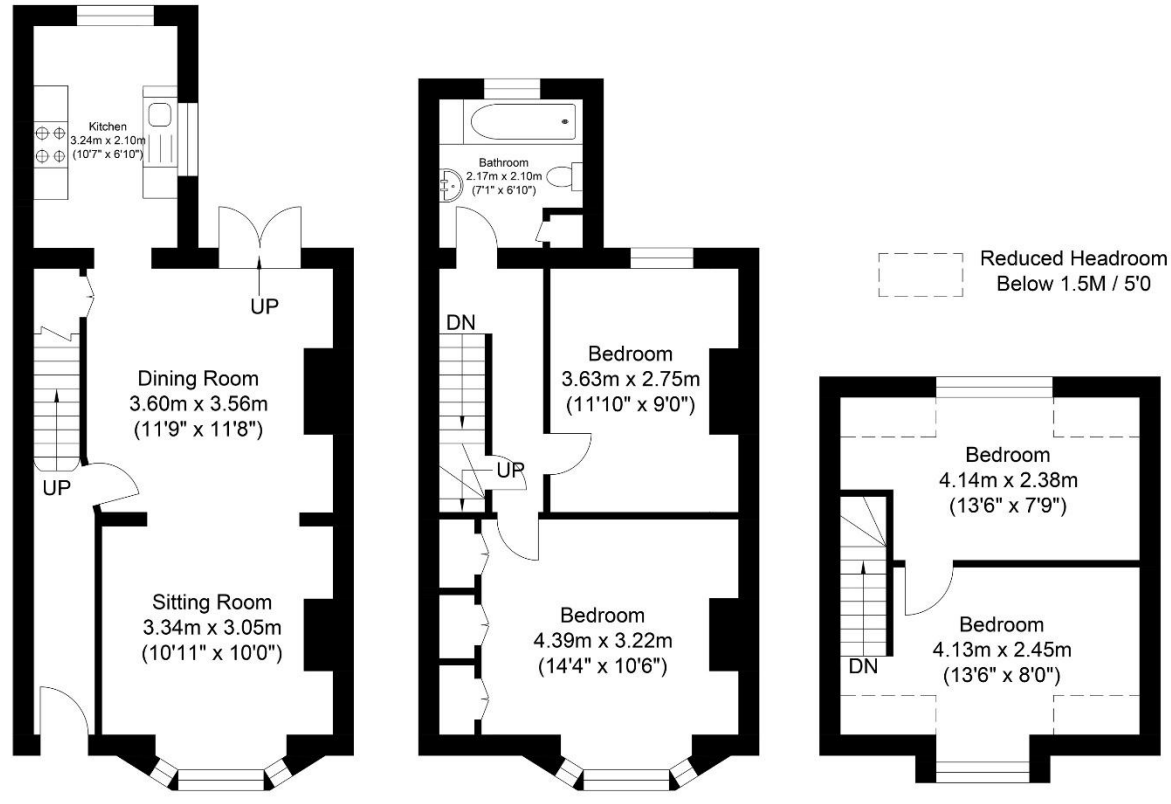 Kitchen
3.24m x 2.10m
(10'7" x 6'10")
UP
Dining Room
3.60m x 3.56m
(11'9" x 11'8")
UP
Sitting Room
3.34m x 3.05m
(10'11" x 10'0")
Bathroom
2.17m x 2.10m
(7'1" x 6'10")
DN
Bedroom
3.63m x 2.75m
(11'10" x 9'0")
UP
Bedroom
4.39m x 3.22m
(14'4" x 10'6")
Reduced Headroom
Below 1.5M / 5'0
Bedroom
4.14m x 2.38m
(13'6" x 7'9")
Bedroom
4.13m x 2.45m
(13'6" x 8'0")
DN